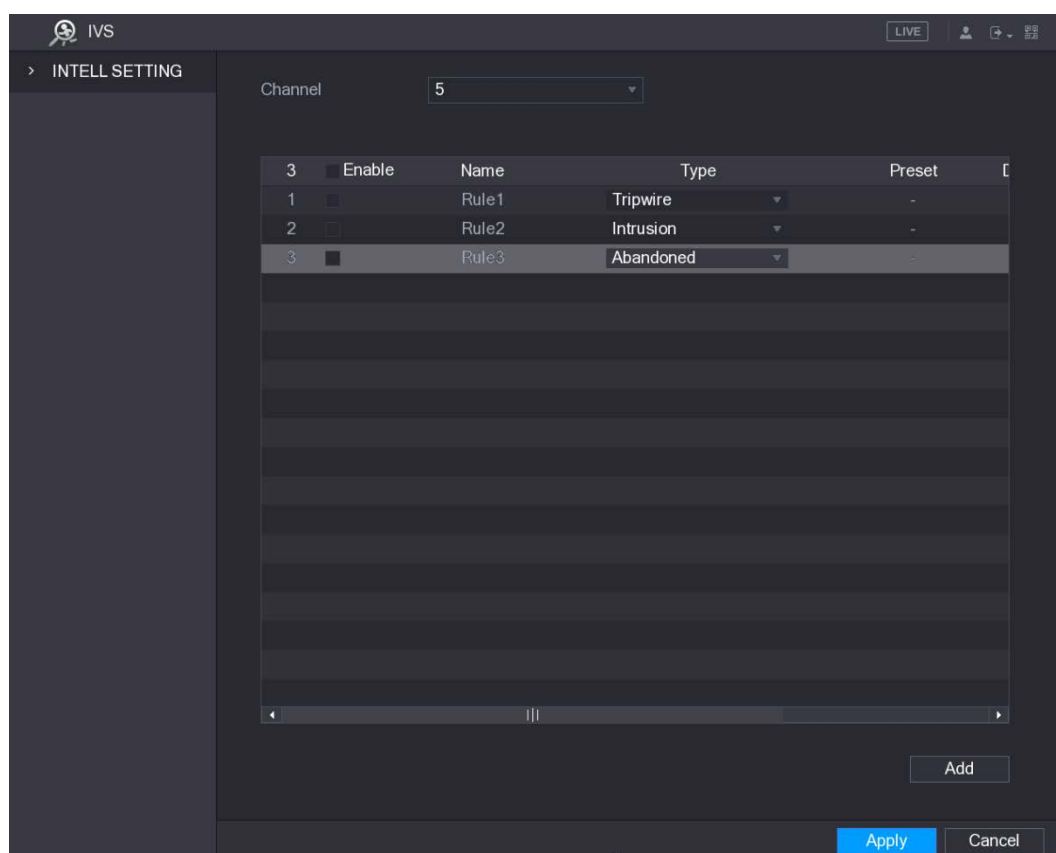 IVS LIVE
INTELL SETTING
Channel 5
3 Enable Name Type Preset
1 Rule1 Tripwire -
2 Rule2 Intrusion -
3 Rule3 Abandoned -
Add
Apply Cancel